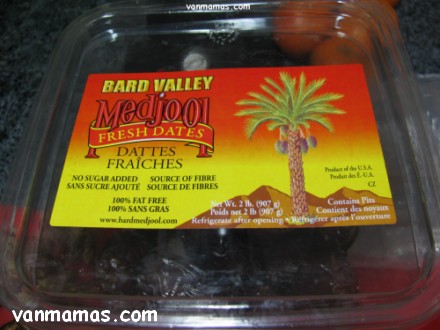 vanmamas.com
BARD VALLEY
Medjool
FRESH DATES
DATTES
FRAÎCHES
NO SUGAR ADDED SOURCE OF FIBRE
SANS SUCRE AJOUTÉ SOURCE DE FIBRES
100% FAT FREE
100% SANS GRAS
www.bardmedjool.com
Product of the U.S.A.
Produit des É.-U.
CZ
Net Wt. 2 lb. (907 g)
Poids net 2 lb (907 g)
Contains Pits
Contient des noyaux
Refrigerate after opening • Réfrigérer après l'ouverture
vanmamas.com